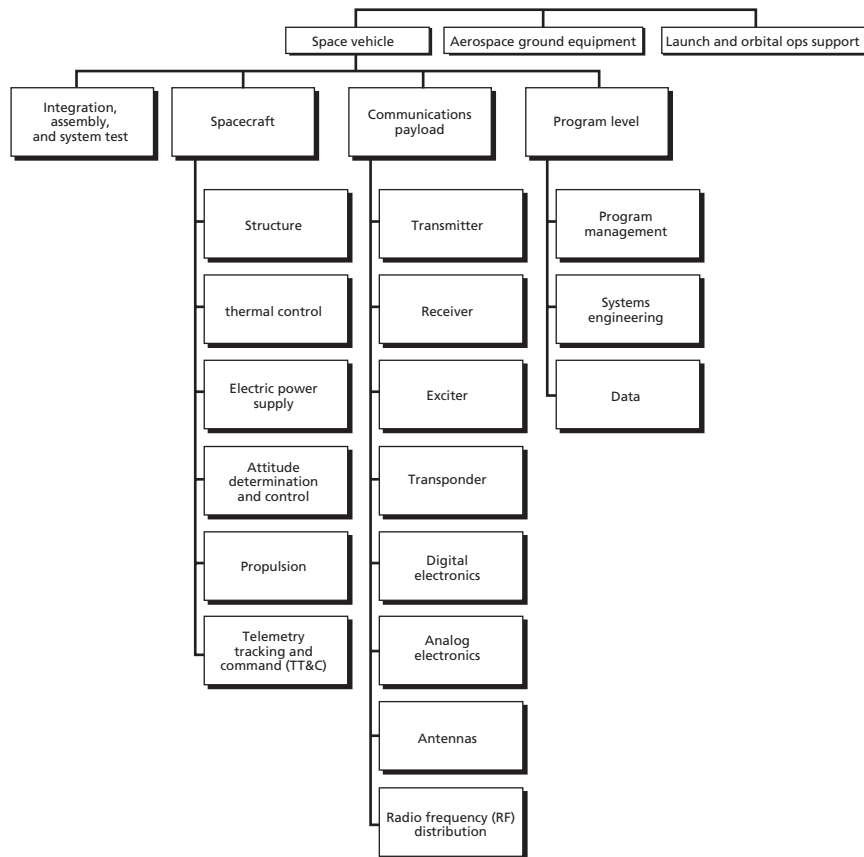 Space vehicle
Aerospace ground equipment
Launch and orbital ops support
Integration,
assembly,
and system test
Spacecraft
Communications
payload
Program level
Structure
thermal control
Electric power
supply
Attitude
determination
and control
Propulsion
Telemetry
tracking and
command (TT&C)
Transmitter
Receiver
Exciter
Transponder
Digital
electronics
Analog
electronics
Antennas
Radio frequency (RF)
distribution
Program
management
Systems
engineering
Data